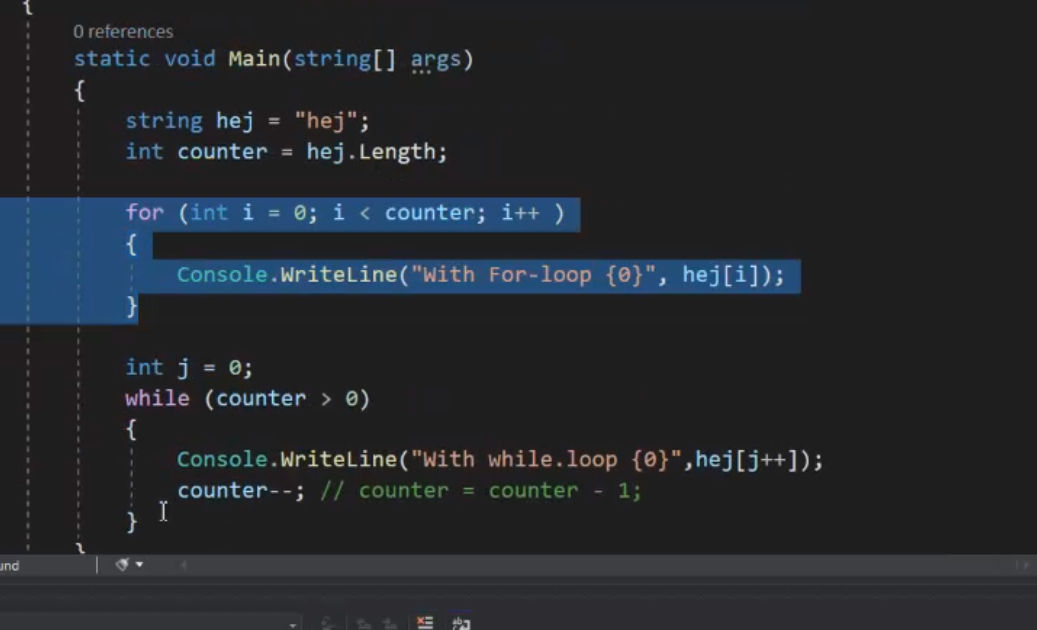 {
0 references
static void Main(string[] args)
{
string hej = "hej";
int counter = hej.Length;
for (int i = 0; i < counter; i++ )
{
Console.WriteLine("With For-loop {0}", hej[i]);
}
int j = 0;
while (counter > 0)
{
Console.WriteLine("With while.loop {0}",hej[j++]);
counter--; // counter = counter - 1;
}
}
und